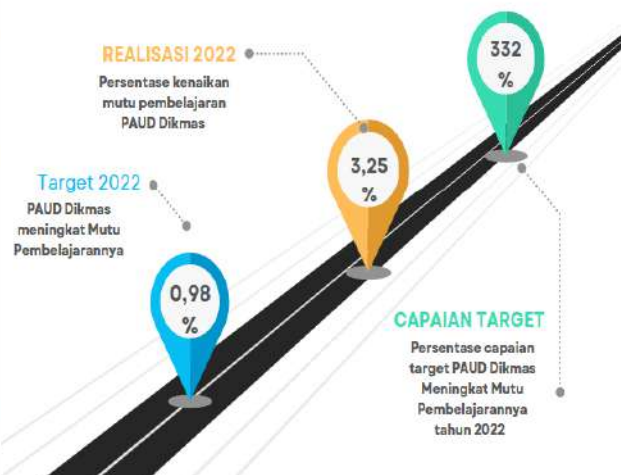 REALISASI 2022
Persentase kenaikan
mutu pembelajaran
PAUD Dikmas
332
%
3,25
%
Target 2022
PAUD Dikmas
meningkat Mutu
Pembelajarannya
0,98
%
CAPAIAN TARGET
Persentase capaian
target PAUD Dikmas
Meningkat Mutu
Pembelajarannya
tahun 2022